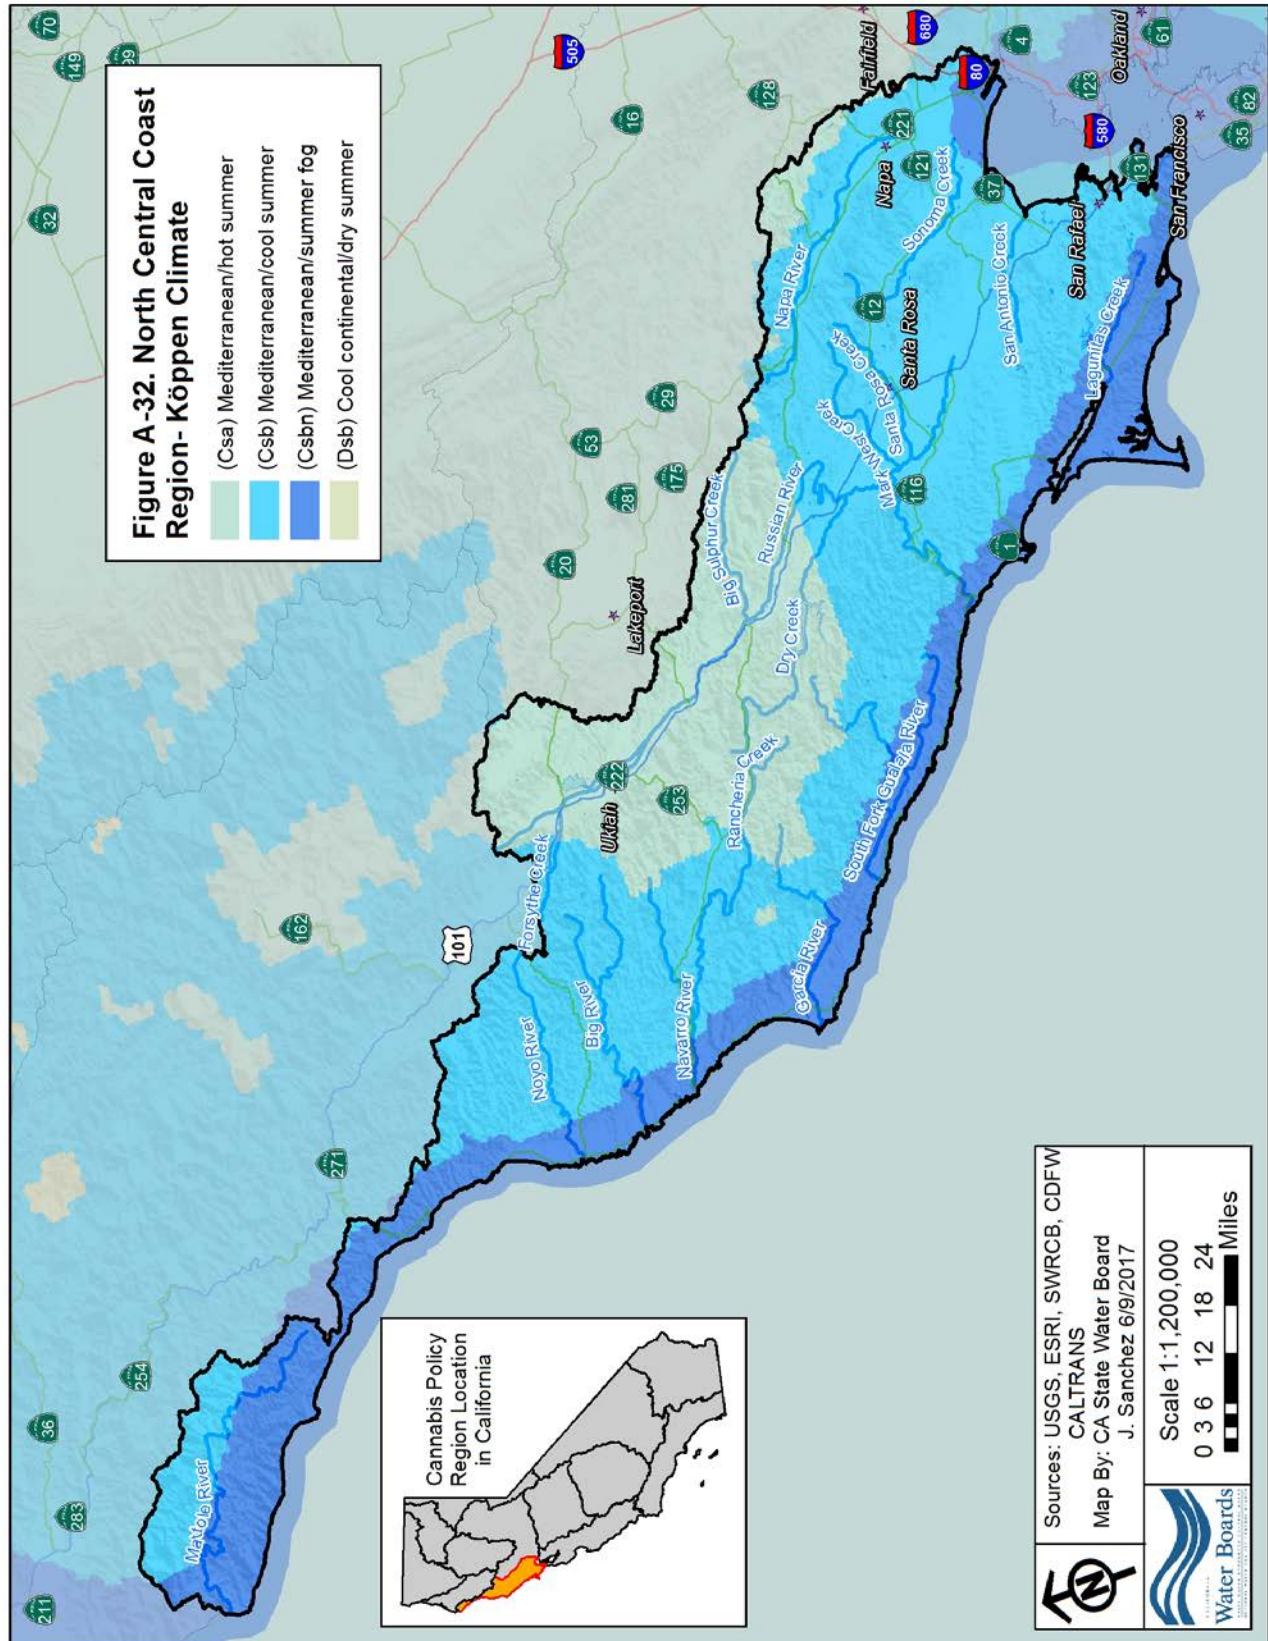 Figure A-32. North Central Coast
Region- Köppen Climate
(Csa) Mediterranean/hot summer
(Csb) Mediterranean/cool summer
(Csbn) Mediterranean/summer fog
(Dsb) Cool continental/dry summer
70
149
99
32
505
16
128
680
4
61
Fairfield
Oakland
80
123
82
35
580
131
221
121
Napa
37
Sonoma Creek
San Rafael
San Francisco
Napa River
12
Santa Rosa
San Antonio Creek
Lagunitas Creek
Santa Rosa Creek
Mark West Creek
116
1
29
53
175
281
20
Lakeport
Big Sulphur Creek
Russian River
Dry Creek
222
Ukiah
253
Rancheria Creek
South Fork Gualala River
Forsythe Creek
162
101
Garcia River
Navarro River
Big River
Noyo River
271
254
36
283
211
Mattole River
Cannabis Policy
Region Location
in California
N
Sources: USGS, ESRI, SWRCB, CDFW,
CALTRANS
Map By: CA State Water Board
J. Sanchez 6/9/2017
Water Boards
Scale 1:1,200,000
0 3 6 12 18 24
Miles